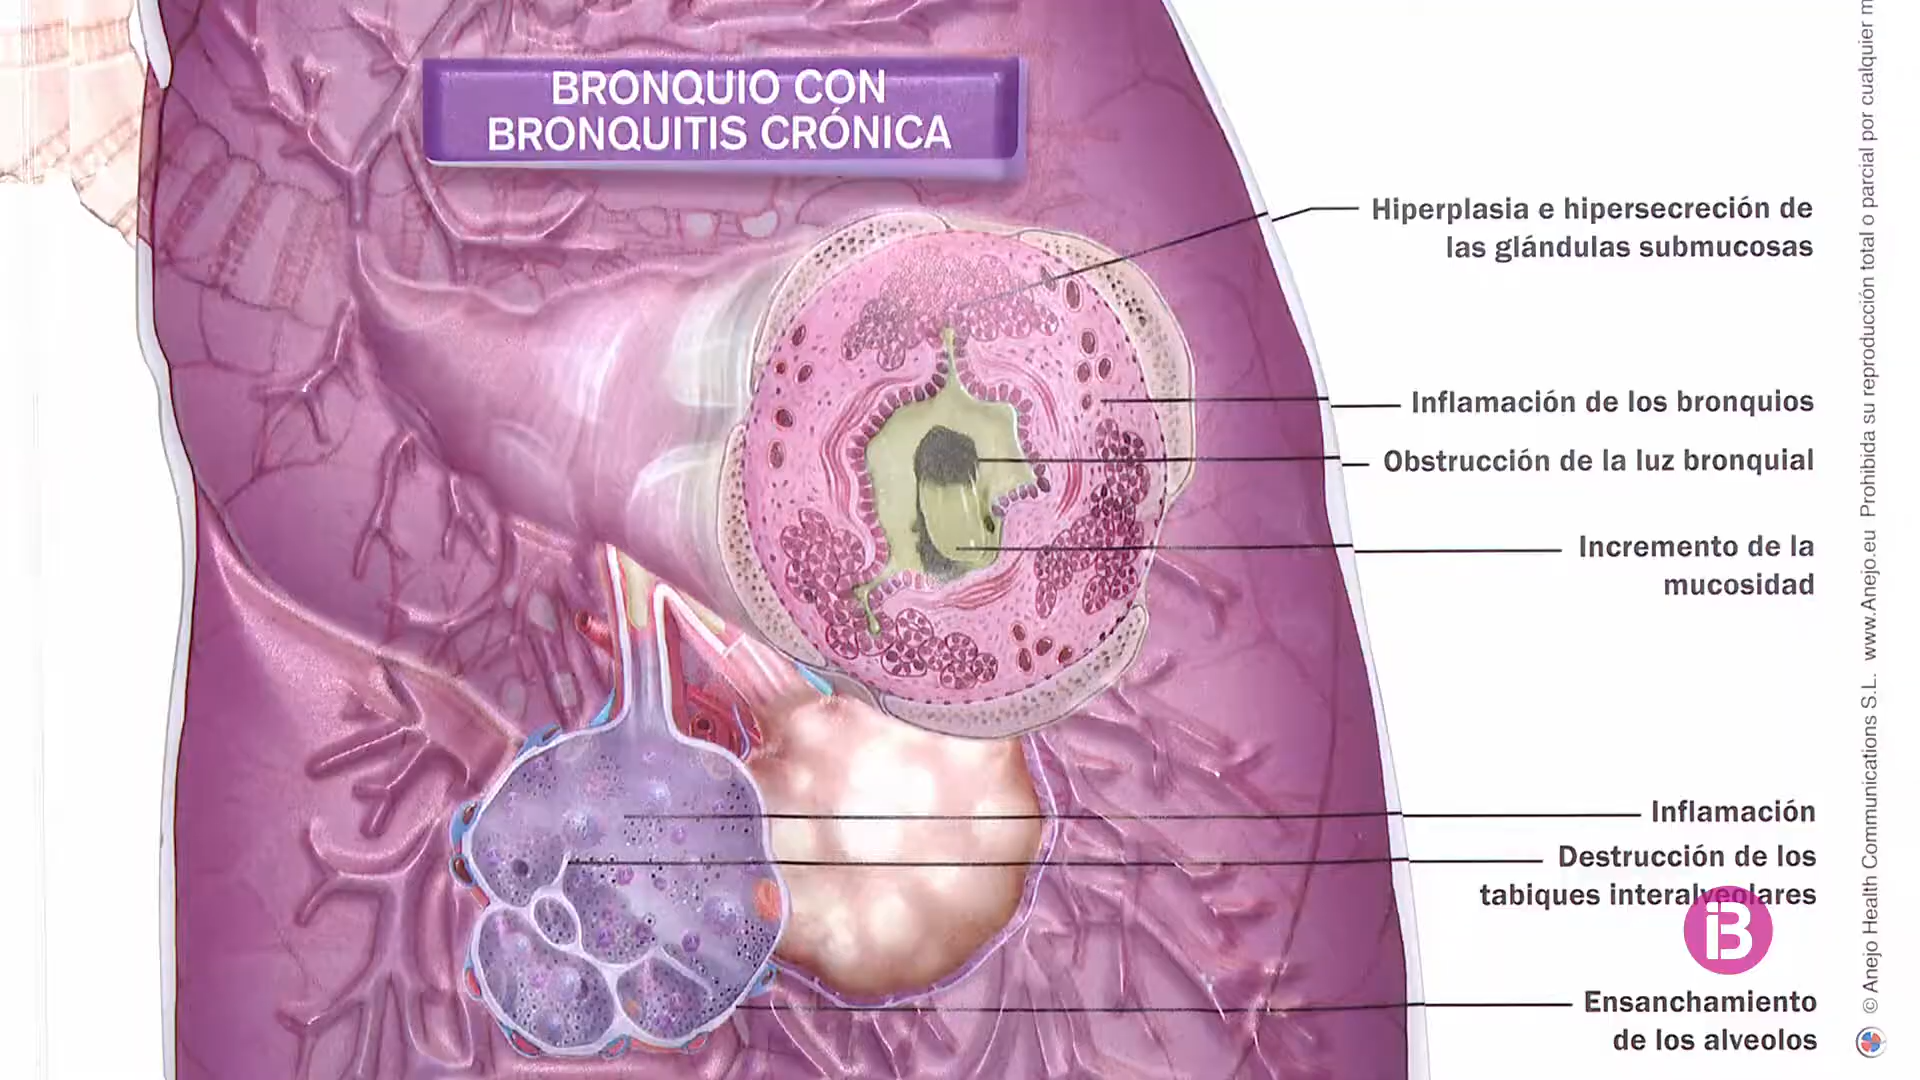 BRONQUIO CON
BRONQUITIS CRÓNICA
Hiperplasia e hipersecreción de
las glándulas submucosas
Inflamación de los bronquios
Obstrucción de la luz bronquial
Incremento de la
mucosidad
Inflamación
Destrucción de los
tabiques interalveolares
Ensanchamiento
de los alveolos
© Anejo Health Communications S.L. www.Anejo.eu Prohibida su reproducción total o parcial por cualquier m
iB